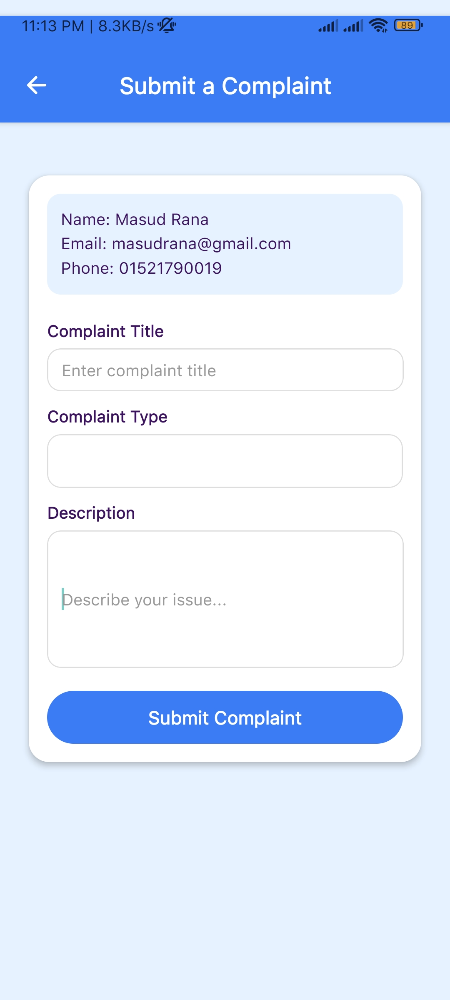 11:13 PM | 8.3KB/s
89
Submit a Complaint
Name: Masud Rana
Email: masudrana@gmail.com
Phone: 01521790019
Complaint Title
Enter complaint title
Complaint Type
Description
Describe your issue...
Submit Complaint